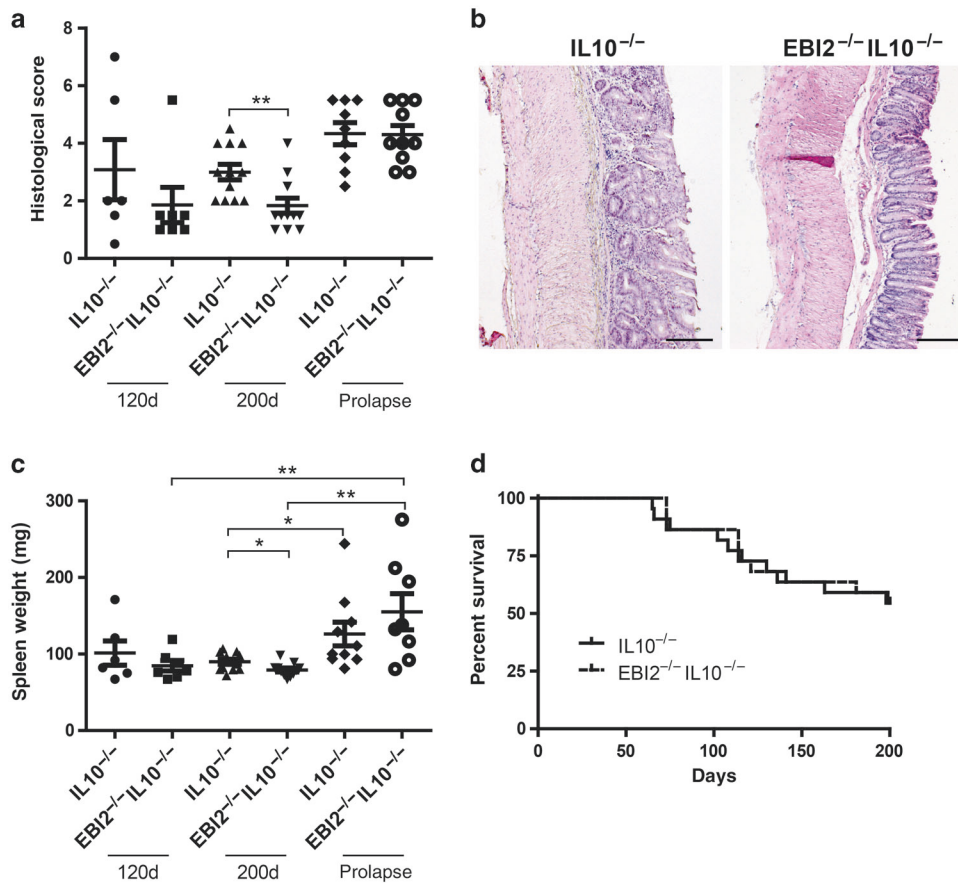 a
Histological score
8
6
4
2
0
**
IL10⁻/⁻
EBI2⁻/⁻IL10⁻/⁻
IL10⁻/⁻
EBI2⁻/⁻IL10⁻/⁻
IL10⁻/⁻
EBI2⁻/⁻IL10⁻/⁻
120d
200d
Prolapse
b
IL10⁻/⁻
EBI2⁻/⁻IL10⁻/⁻
c
Spleen weight (mg)
300
200
100
0
**
**
*
*
IL10⁻/⁻
EBI2⁻/⁻IL10⁻/⁻
IL10⁻/⁻
EBI2⁻/⁻IL10⁻/⁻
IL10⁻/⁻
EBI2⁻/⁻IL10⁻/⁻
120d
200d
Prolapse
d
Percent survival
100
75
50
25
0
IL10⁻/⁻
EBI2⁻/⁻IL10⁻/⁻
0
50
100
150
200
Days